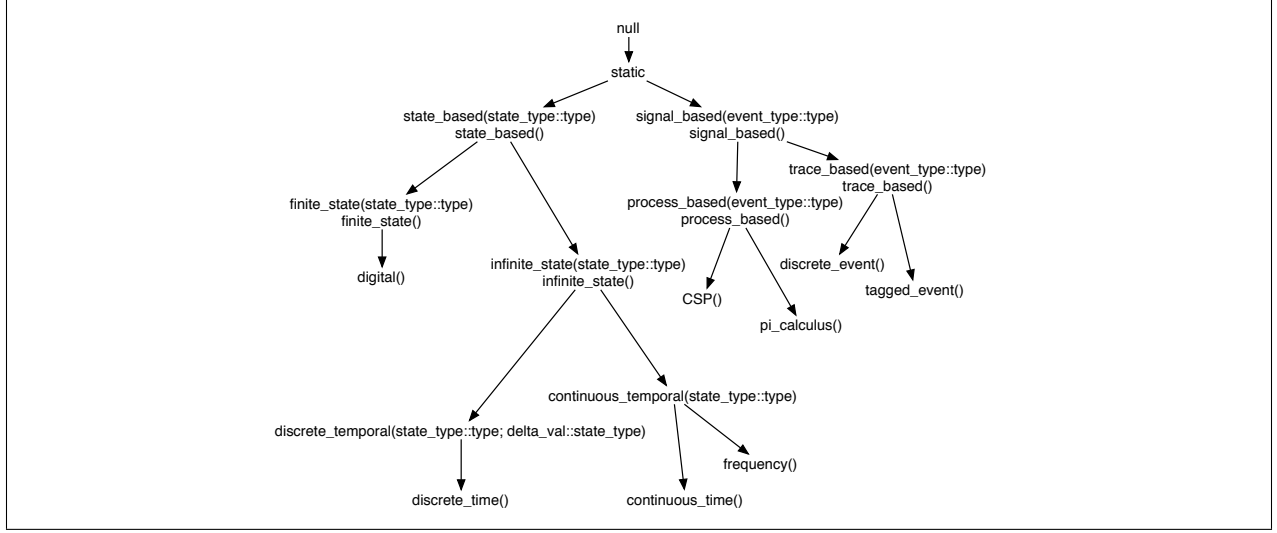 null
static
state_based(state_type::type)
state_based()
signal_based(event_type::type)
signal_based()
trace_based(event_type::type)
trace_based()
finite_state(state_type::type)
finite_state()
process_based(event_type::type)
process_based()
digital()
infinite_state(state_type::type)
infinite_state()
discrete_event()
tagged_event()
CSP()
pi_calculus()
continuous_temporal(state_type::type)
discrete_temporal(state_type::type; delta_val::state_type)
frequency()
discrete_time()
continuous_time()